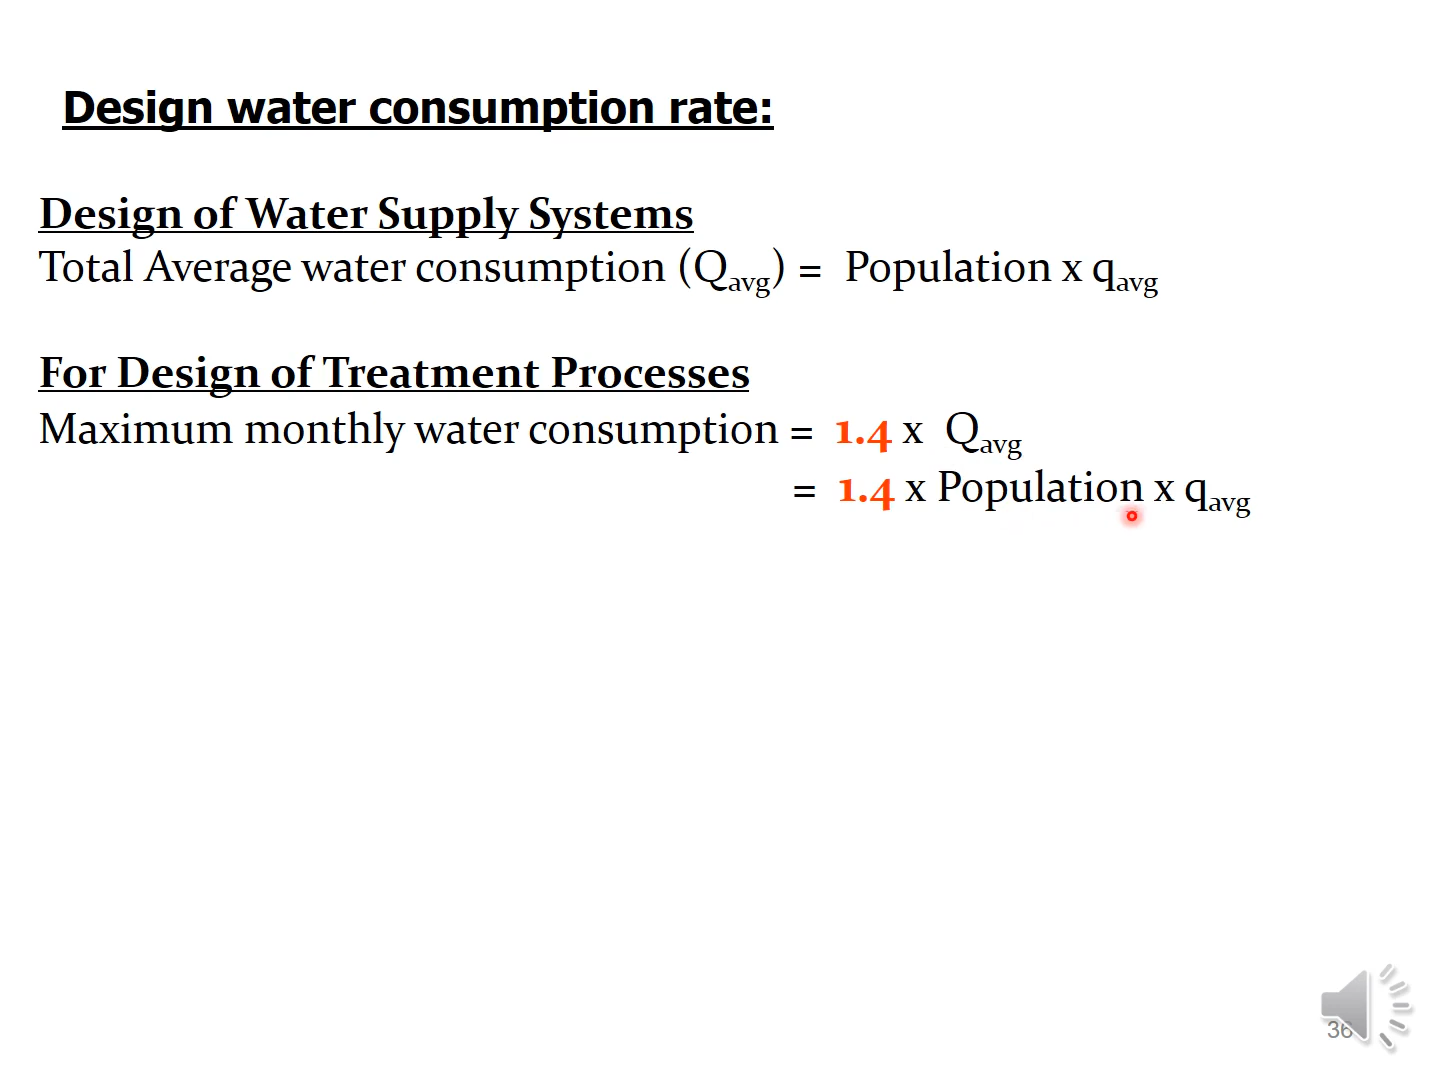 Design water consumption rate:
Design of Water Supply Systems
Total Average water consumption (Qavg) = Population x qavg
For Design of Treatment Processes
Maximum monthly water consumption = 1.4 x Qavg
= 1.4 x Population x qavg
36